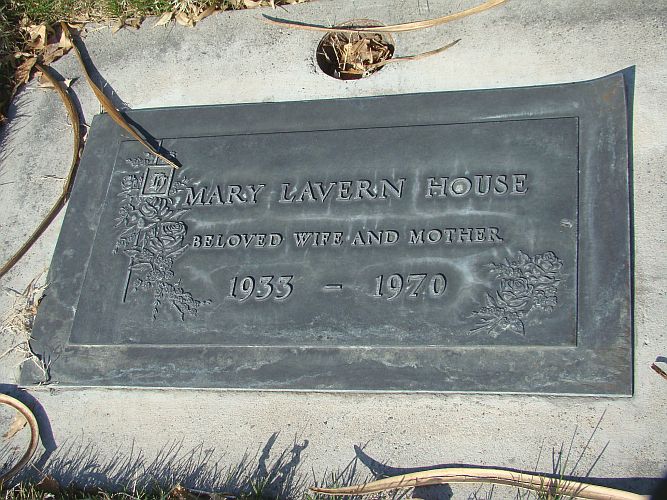 MARY LAVERN HOUSE
BELOVED WIFE AND MOTHER
1933 - 1970